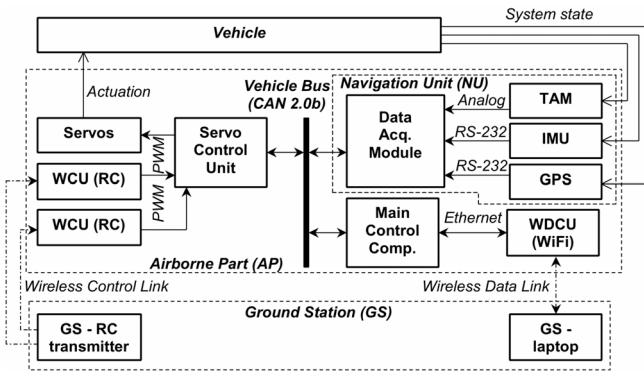 System state
Vehicle
Actuation
Vehicle Bus
(CAN 2.0b)
Navigation Unit (NU)
Servos
PWM
Servo
Control
Unit
Data
Acq.
Module
Analog
TAM
RS-232
IMU
RS-232
GPS
WCU (RC)
PWM
WCU (RC)
Main
Control
Comp.
Ethernet
WDCU
(WiFi)
Airborne Part (AP)
Wireless Control Link
Wireless Data Link
Ground Station (GS)
GS - RC
transmitter
GS -
laptop